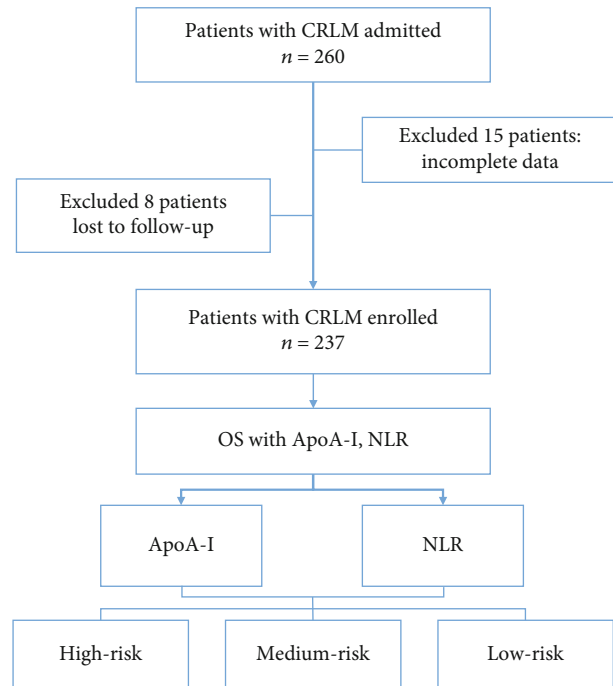 Patients with CRLM admitted
n = 260
Excluded 15 patients:
incomplete data
Excluded 8 patients
lost to follow-up
Patients with CRLM enrolled
n = 237
OS with ApoA-I, NLR
ApoA-I
NLR
High-risk
Medium-risk
Low-risk